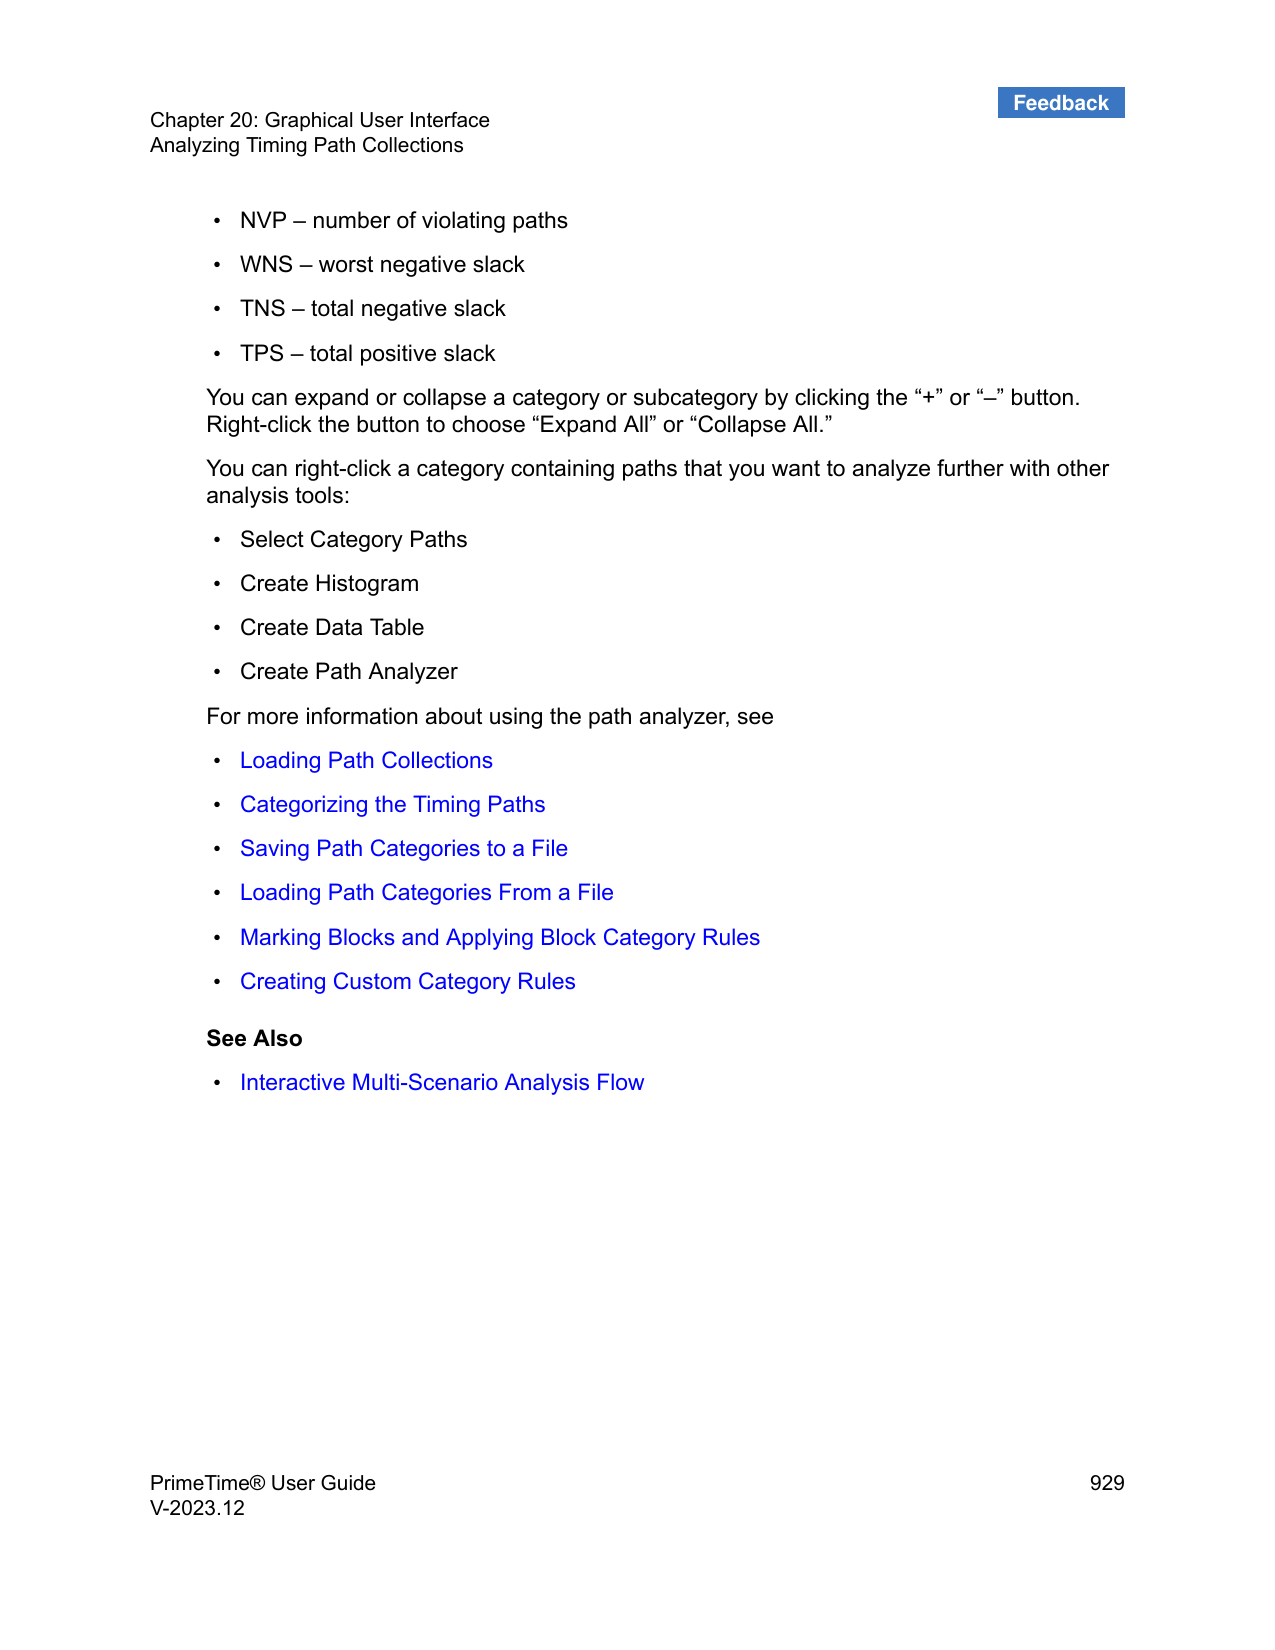 Feedback
Chapter 20: Graphical User Interface
Analyzing Timing Path Collections
• NVP – number of violating paths
• WNS – worst negative slack
• TNS – total negative slack
• TPS – total positive slack
You can expand or collapse a category or subcategory by clicking the “+” or “–” button.
Right-click the button to choose “Expand All” or “Collapse All.”
You can right-click a category containing paths that you want to analyze further with other
analysis tools:
• Select Category Paths
• Create Histogram
• Create Data Table
• Create Path Analyzer
For more information about using the path analyzer, see
• Loading Path Collections
• Categorizing the Timing Paths
• Saving Path Categories to a File
• Loading Path Categories From a File
• Marking Blocks and Applying Block Category Rules
• Creating Custom Category Rules
See Also
• Interactive Multi-Scenario Analysis Flow
PrimeTime® User Guide
929
V-2023.12